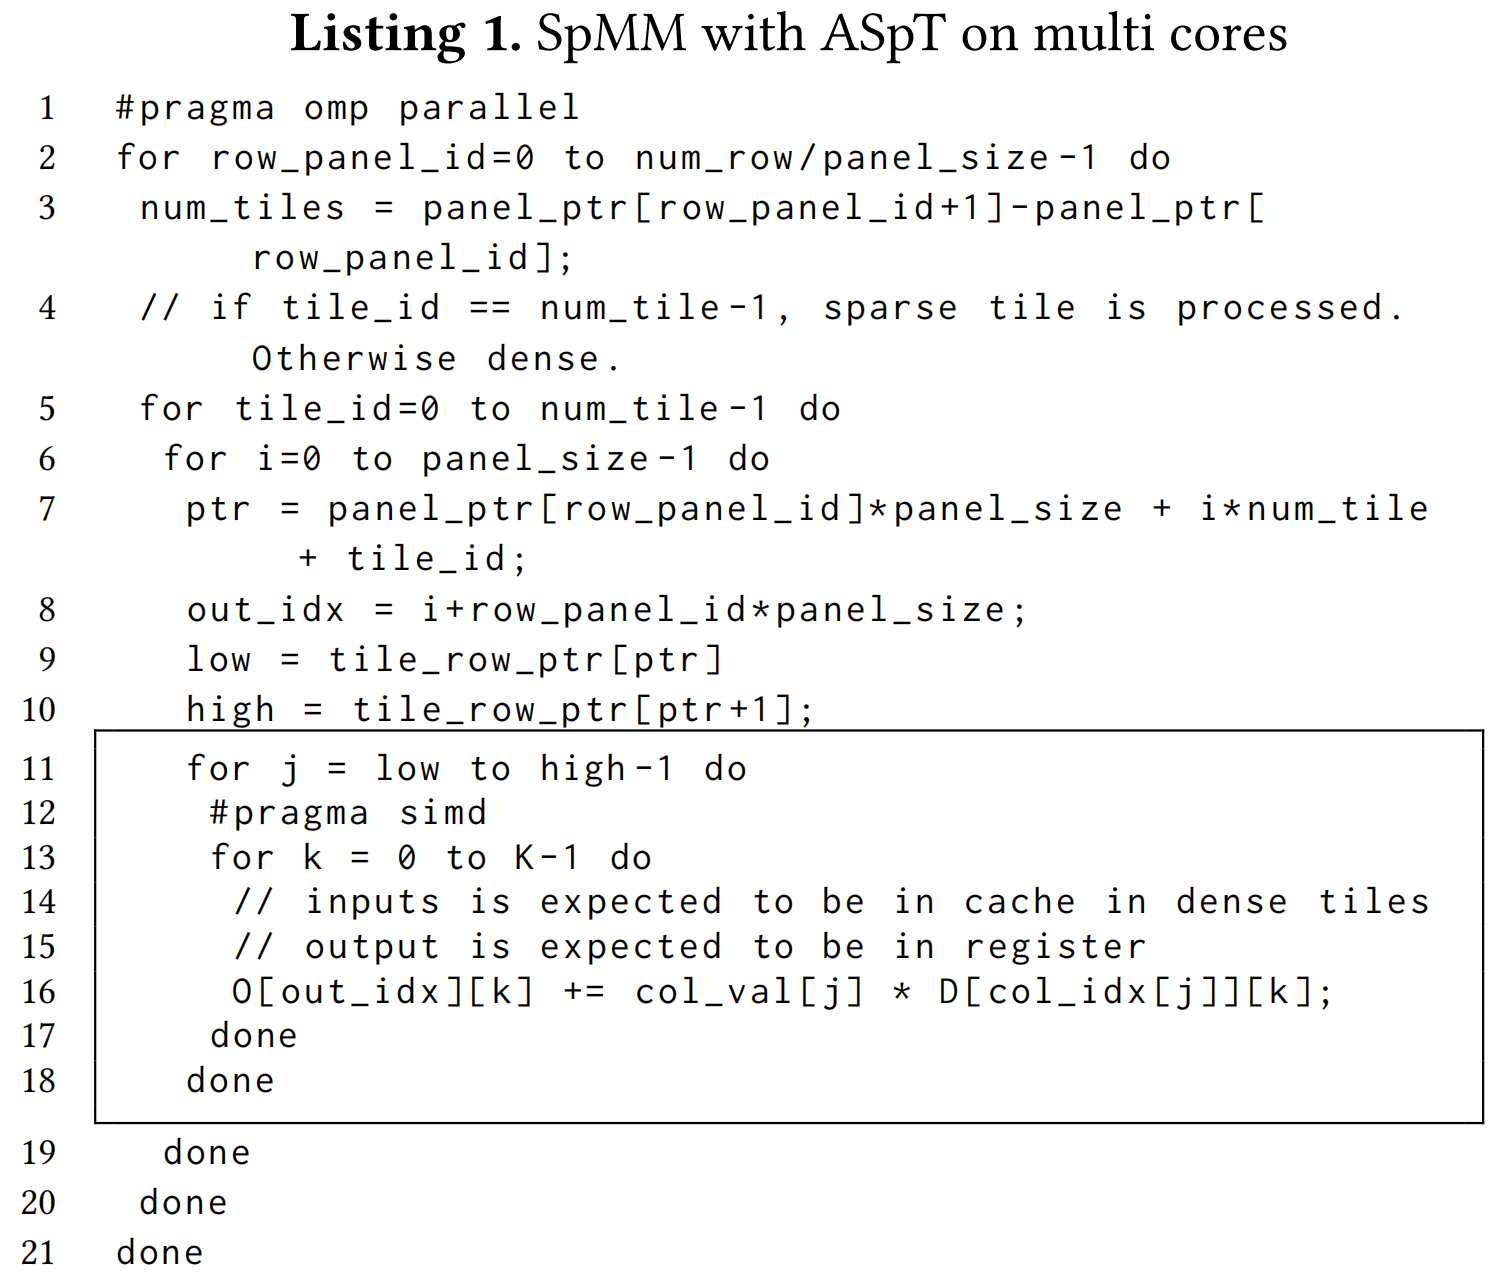 Listing 1. SpMM with ASpT on multi cores
1 #pragma omp parallel
2 for row_panel_id=0 to num_row/panel_size-1 do
3 num_tiles = panel_ptr[row_panel_id+1]-panel_ptr[
row_panel_id];
4 // if tile_id == num_tile-1, sparse tile is processed.
Otherwise dense.
5 for tile_id=0 to num_tile-1 do
6 for i=0 to panel_size-1 do
7 ptr = panel_ptr[row_panel_id]*panel_size + i*num_tile
+ tile_id;
8 out_idx = i+row_panel_id*panel_size;
9 low = tile_row_ptr[ptr]
10 high = tile_row_ptr[ptr+1];
11 for j = low to high-1 do
12 #pragma simd
13 for k = 0 to K-1 do
14 // inputs is expected to be in cache in dense tiles
15 // output is expected to be in register
16 O[out_idx][k] += col_val[j] * D[col_idx[j]][k];
17 done
18 done
19 done
20 done
21 done